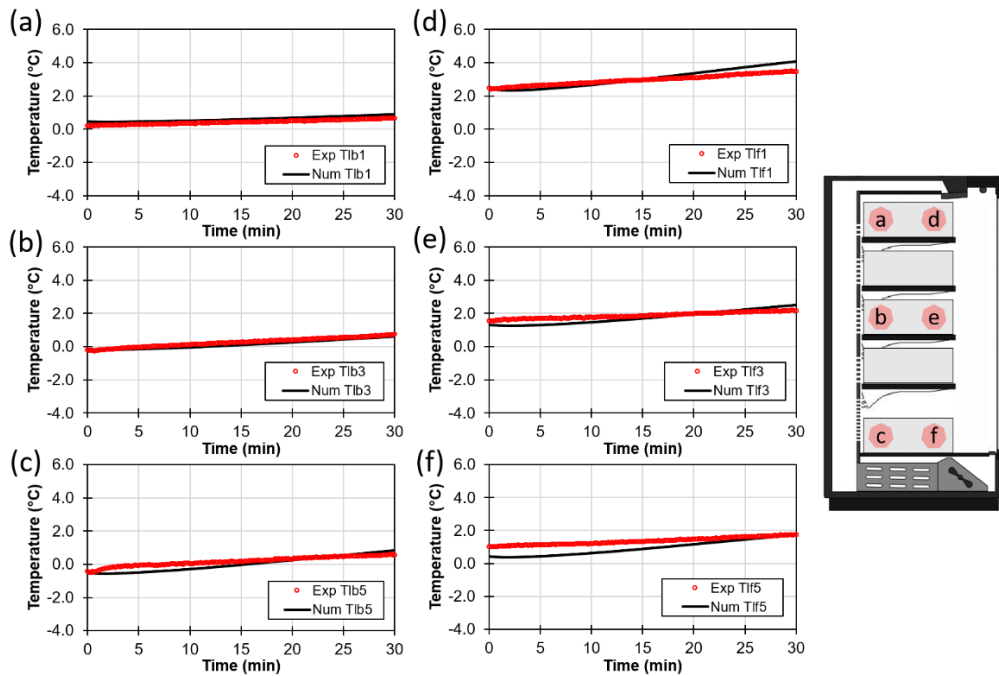 (a)
6.0
4.0
2.0
0.0
-2.0
-4.0
Temperature (°C)
Exp Tlb1
Num Tlb1
0 5 10 15 20 25 30
Time (min)
(d)
6.0
4.0
2.0
0.0
-2.0
-4.0
Temperature (°C)
Exp Tlf1
Num Tlf1
0 5 10 15 20 25 30
Time (min)
(b)
6.0
4.0
2.0
0.0
-2.0
-4.0
Temperature (°C)
Exp Tlb3
Num Tlb3
0 5 10 15 20 25 30
Time (min)
(e)
6.0
4.0
2.0
0.0
-2.0
-4.0
Temperature (°C)
Exp Tlf3
Num Tlf3
0 5 10 15 20 25 30
Time (min)
(c)
6.0
4.0
2.0
0.0
-2.0
-4.0
Temperature (°C)
Exp Tlb5
Num Tlb5
0 5 10 15 20 25 30
Time (min)
(f)
6.0
4.0
2.0
0.0
-2.0
-4.0
Temperature (°C)
Exp Tlf5
Num Tlf5
0 5 10 15 20 25 30
Time (min)
a d
b e
c f